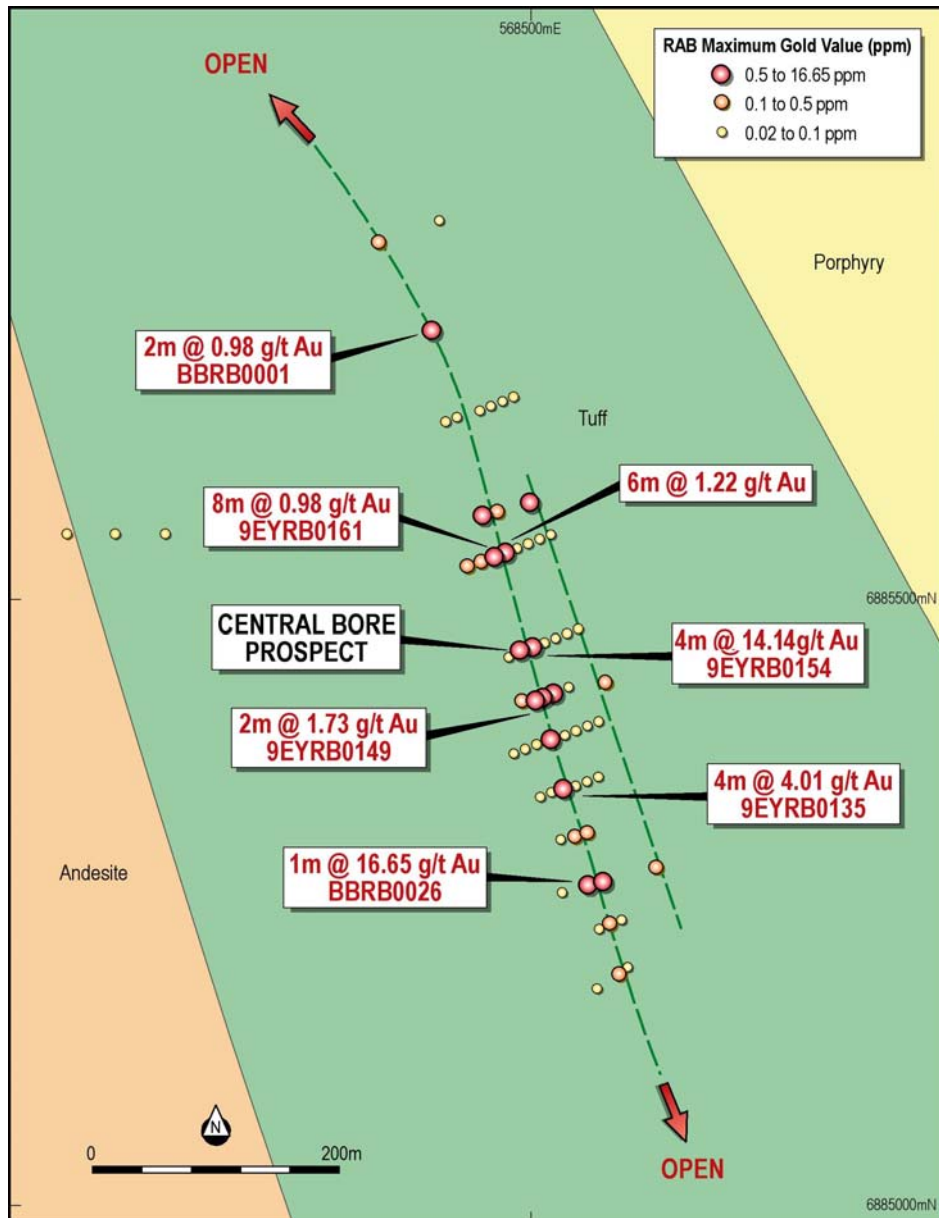 568500mE
OPEN
RAB Maximum Gold Value (ppm)
0.5 to 16.65 ppm
0.1 to 0.5 ppm
0.02 to 0.1 ppm
Porphyry
2m @ 0.98 g/t Au
BBRB0001
Tuff
6m @ 1.22 g/t Au
8m @ 0.98 g/t Au
9EYRB0161
6885500mN
CENTRAL BORE
PROSPECT
4m @ 14.14g/t Au
9EYRB0154
2m @ 1.73 g/t Au
9EYRB0149
4m @ 4.01 g/t Au
9EYRB0135
Andesite
1m @ 16.65 g/t Au
BBRB0026
N
0
200m
OPEN
6885000mN